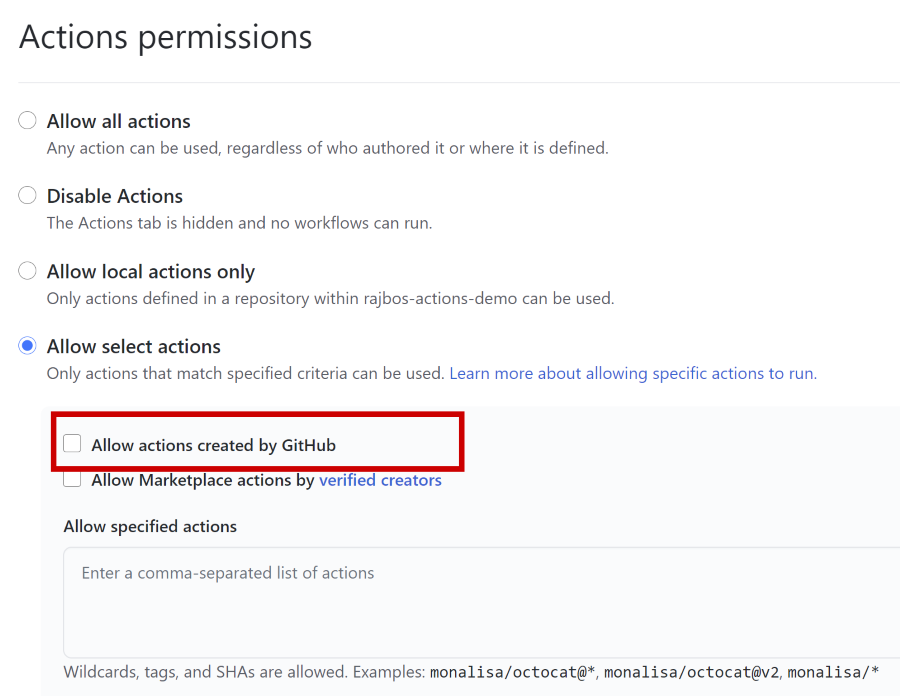 Actions permissions
Allow all actions
Any action can be used, regardless of who authored it or where it is defined.
Disable Actions
The Actions tab is hidden and no workflows can run.
Allow local actions only
Only actions defined in a repository within rajbos-actions-demo can be used.
Allow select actions
Only actions that match specified criteria can be used. Learn more about allowing specific actions to run.
Allow actions created by GitHub
Allow Marketplace actions by verified creators
Allow specified actions
Enter a comma-separated list of actions
Wildcards, tags, and SHAs are allowed. Examples: monalisa/octocat@*, monalisa/octocat@v2, monalisa/*